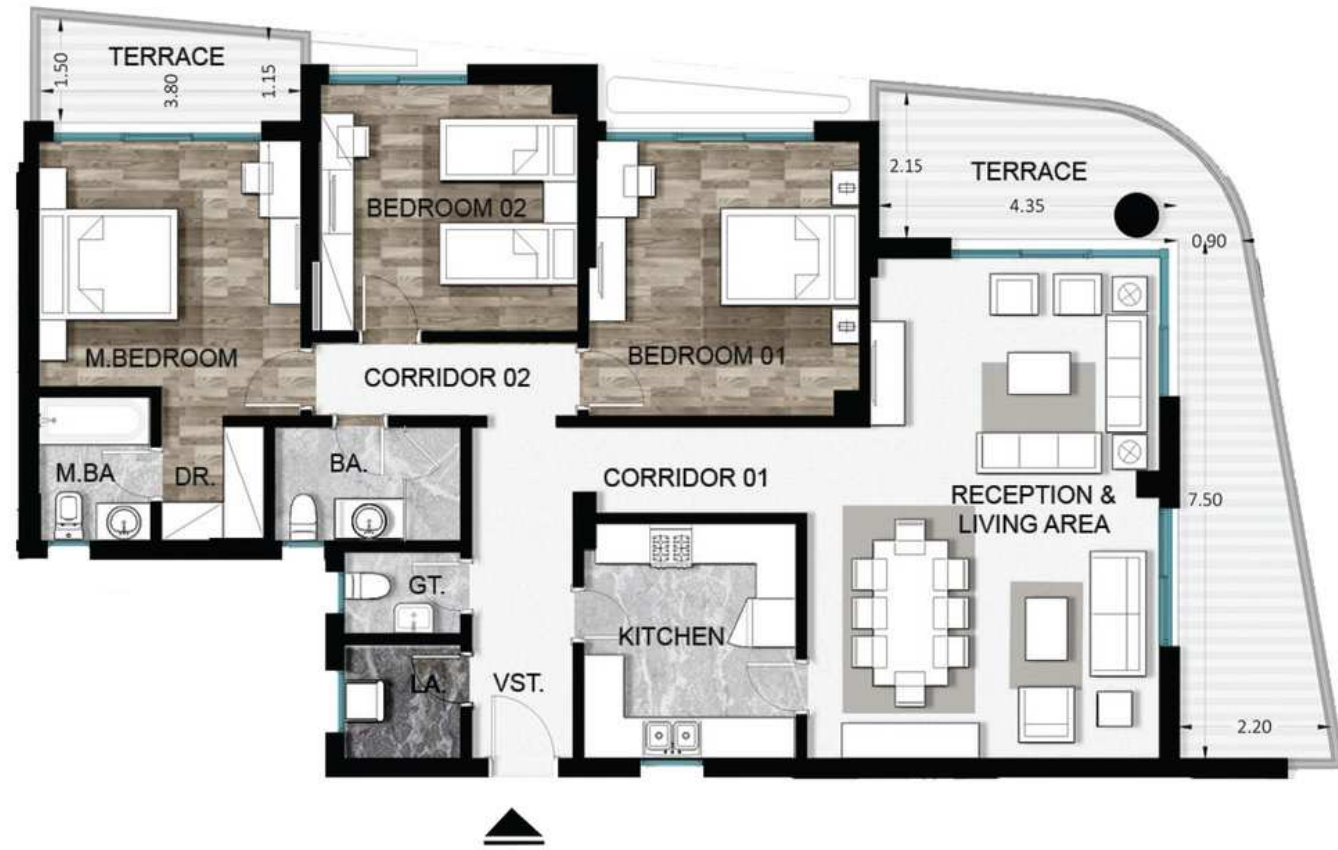 TERRACE
1.50
3.80
1.15
BEDROOM 02
TERRACE
2.15
4.35
0.90
M.BEDROOM
CORRIDOR 02
BEDROOM 01
M.BA
DR.
BA.
CORRIDOR 01
RECEPTION &
LIVING AREA
7.50
GT.
KITCHEN
LA.
VST.
2.20